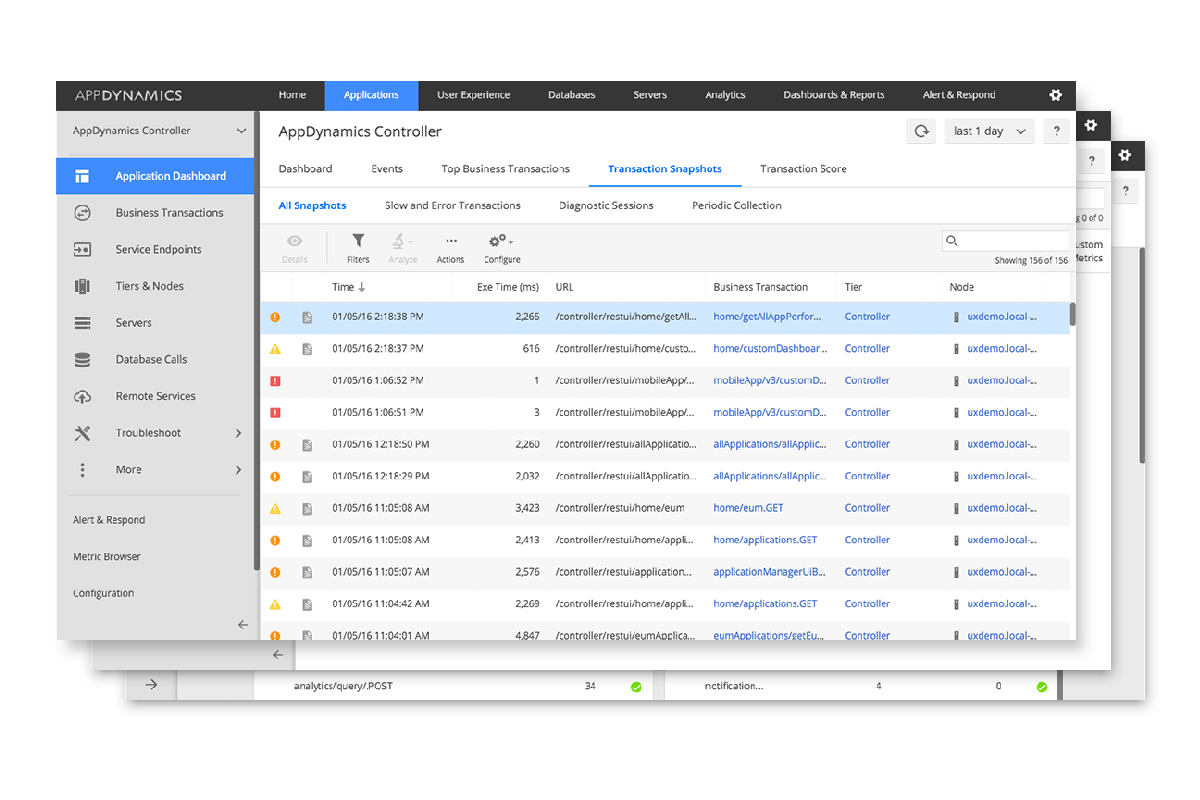 APPDYNAMICS Home Applications User Experience Databases Servers Analytics Dashboards & Reports Alert & Respond
AppDynamics Controller
Application Dashboard
Business Transactions
Service Endpoints
Tiers & Nodes
Servers
Database Calls
Remote Services
Troubleshoot
More
Alert & Respond
Metric Browser
Configuration
AppDynamics Controller last 1 day ?
Dashboard Events Top Business Transactions Transaction Snapshots Transaction Score
All Snapshots Slow and Error Transactions Diagnostic Sessions Periodic Collection
Details Filters Analyze Actions Configure
Showing 156 of 156
Time ↓ Exe Time (ms) URL Business Transaction Tier Node
01/05/16 2:18:38 PM 2,265 /controller/restui/home/getAll... home/getAllAppPerfor... Controller uxdemo.local-...
01/05/16 2:18:37 PM 616 /controller/restui/home/custo... home/customDashboar... Controller uxdemo.local-...
01/05/16 1:06:52 PM 1 /controller/restui/mobileApp/... mobileApp/v3/customD... Controller uxdemo.local-...
01/05/16 1:06:51 PM 3 /controller/restui/mobileApp/... mobileApp/v3/customD... Controller uxdemo.local-...
01/05/16 12:18:50 PM 2,260 /controller/restui/allApplicatio... allApplications/allApplic... Controller uxdemo.local-...
01/05/16 12:18:29 PM 2,032 /controller/restui/allApplicatio... allApplications/allApplic... Controller uxdemo.local-...
01/05/16 11:05:08 AM 3,423 /controller/restui/home/eum home/eum.GET Controller uxdemo.local-...
01/05/16 11:05:08 AM 2,413 /controller/restui/home/appli... home/applications.GET Controller uxdemo.local-...
01/05/16 11:05:07 AM 2,576 /controller/restui/application... applicationManagerUiB... Controller uxdemo.local-...
01/05/16 11:04:42 AM 2,269 /controller/restui/home/appli... home/applications.GET Controller uxdemo.local-...
01/05/16 11:04:01 AM 4,847 /controller/restui/eumApplica... eumApplications/getEu... Controller uxdemo.local-...
?
g 0 of 0
ustom
Metrics
?
analytics/query/.POST 34 notification... 4 0